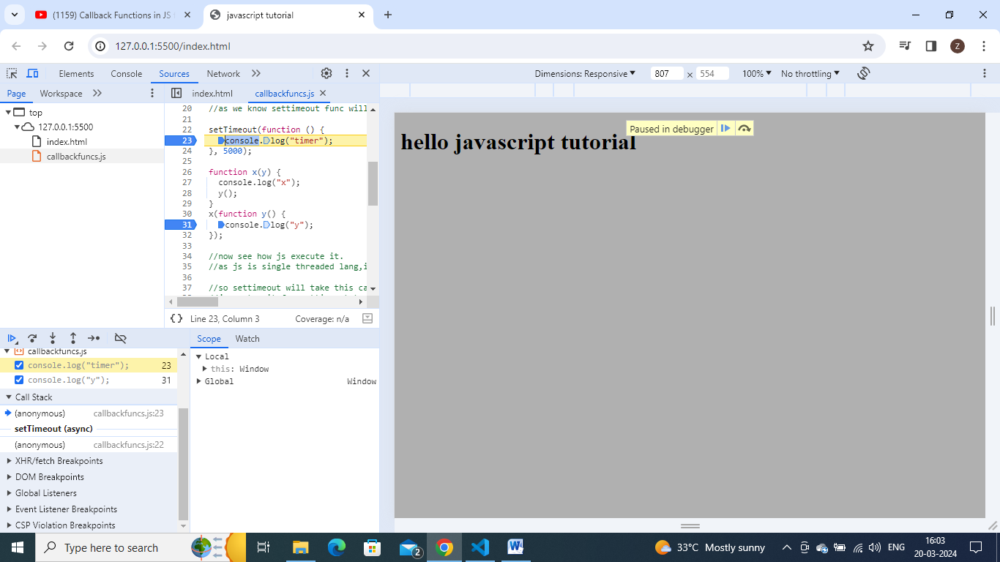 (1159) Callback Functions in JS
javascript tutorial
127.0.0.1:5500/index.html
Z
Elements Console Sources Network
Dimensions: Responsive 807 × 554 100% No throttling
Page Workspace
index.html callbackfuncs.js
top
127.0.0.1:5500
index.html
callbackfuncs.js
20 //as we know settimeout func will
21
22 setTimeout(function () {
23 console.log("timer");
24 }, 5000);
25
26 function x(y) {
27 console.log("x");
28 y();
29 }
30 x(function y() {
31 console.log("y");
32 });
33
34 //now see how js execute it.
35 //as js is single threaded lang,i
36
37 //so settimeout will take this ca
{} Line 23, Column 3 Coverage: n/a
Paused in debugger
hello javascript tutorial
callbackfuncs.js
console.log("timer"); 23
console.log("y"); 31
Call Stack
(anonymous) callbackfuncs.js:23
setTimeout (async)
(anonymous) callbackfuncs.js:22
XHR/fetch Breakpoints
DOM Breakpoints
Global Listeners
Event Listener Breakpoints
CSP Violation Breakpoints
Scope Watch
Local
this: Window
Global Window
Type here to search
2
33°C Mostly sunny
ENG
16:03
20-03-2024